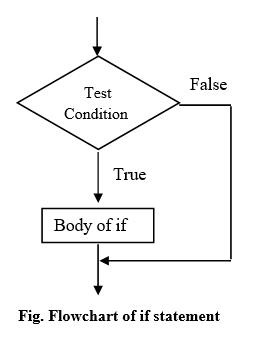 Test
Condition
False
True
Body of if
Fig. Flowchart of if statement